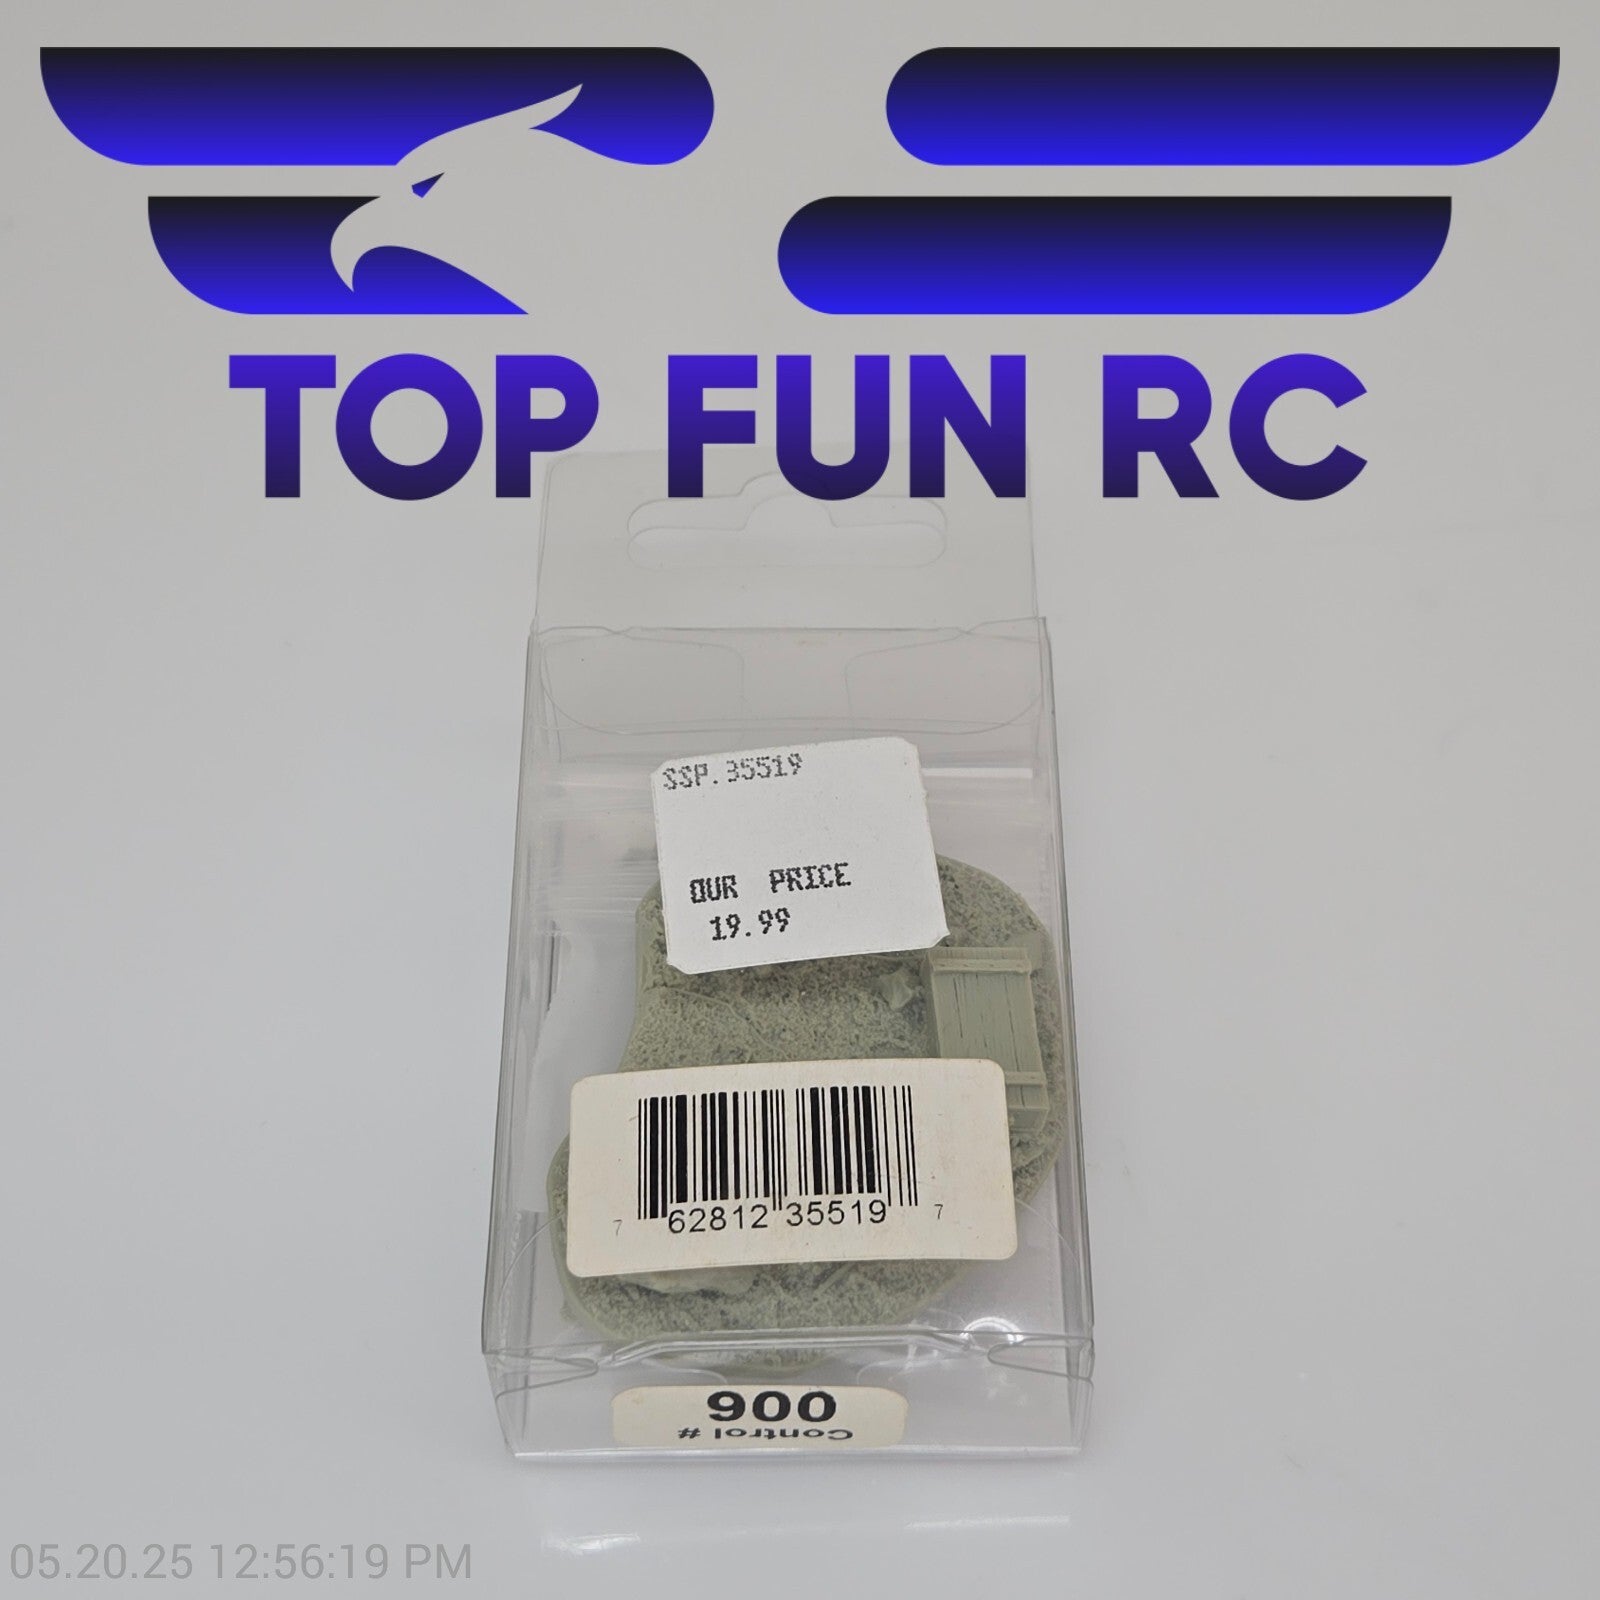 TOP FUN RC
SSP.35519
OUR PRICE
19.99
7 62812 35519 7
Control #
006
05.20.25 12:56:19 PM